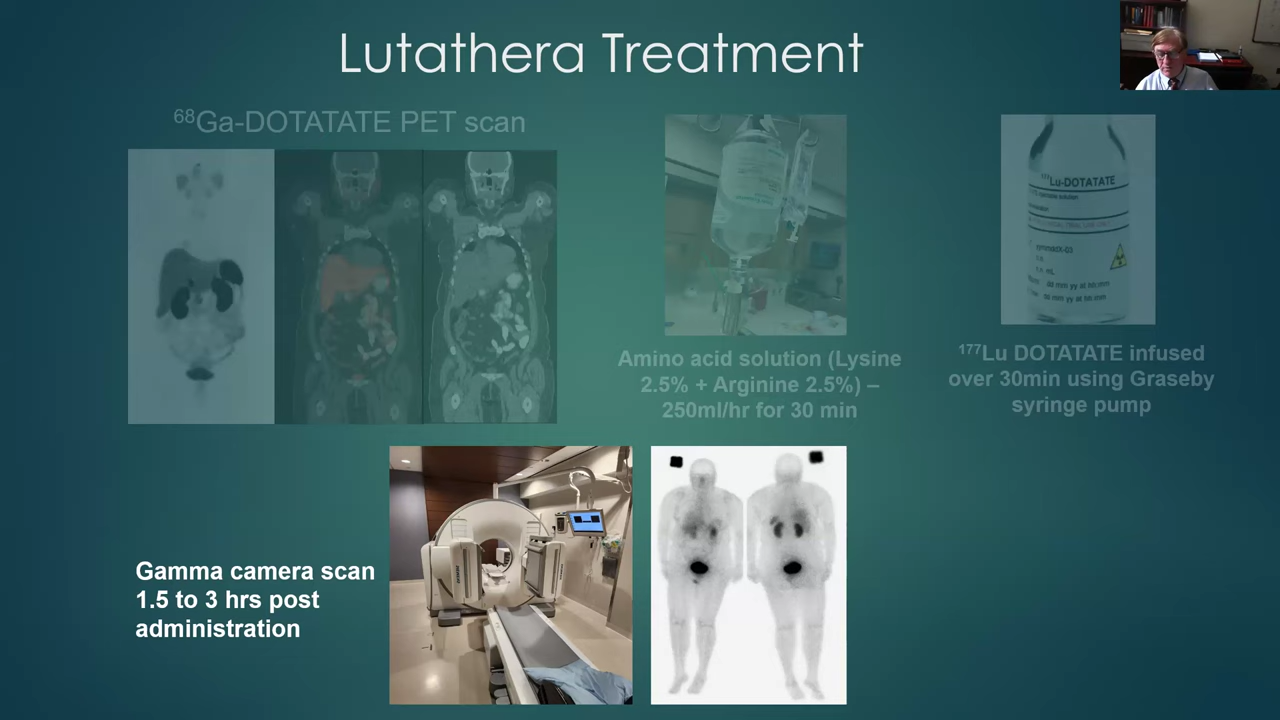 Lutathera Treatment
⁶⁸Ga-DOTATATE PET scan
¹⁷⁷Lu-DOTATATE
Amino acid solution (Lysine
2.5% + Arginine 2.5%) –
250ml/hr for 30 min
¹⁷⁷Lu DOTATATE infused
over 30min using Graseby
syringe pump
Gamma camera scan
1.5 to 3 hrs post
administration